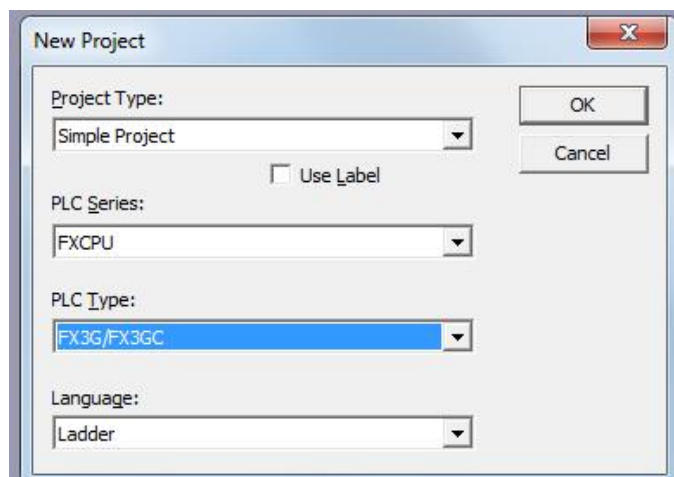 New Project
Project Type:
OK
Simple Project
Cancel
Use Label
PLC Series:
FXCPU
PLC Type:
FX3G/FX3GC
Language:
Ladder